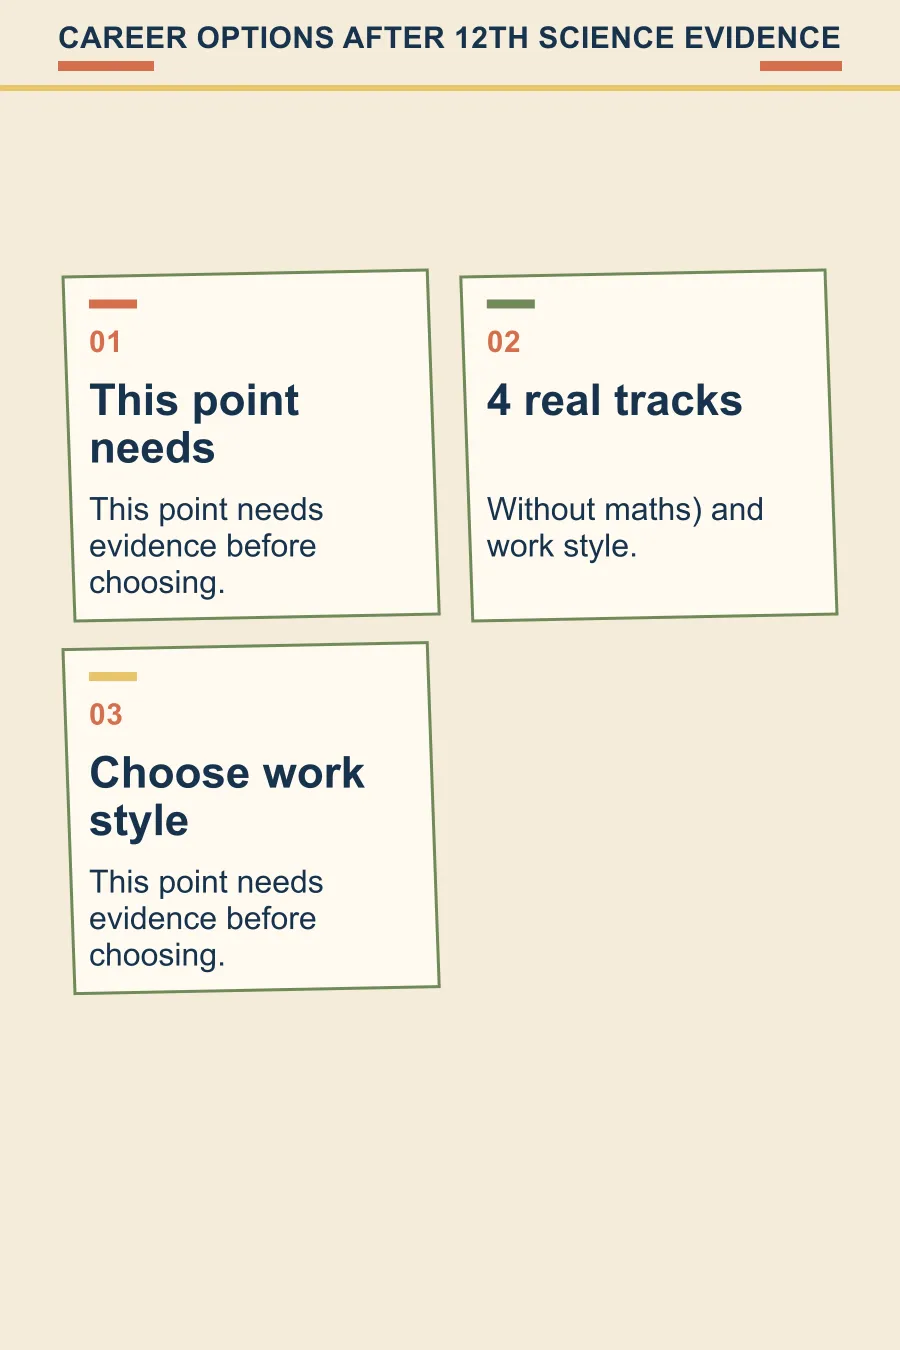 CAREER OPTIONS AFTER 12TH SCIENCE EVIDENCE
01
This point
needs
This point needs
evidence before
choosing.
02
4 real tracks
Without maths) and
work style.
03
Choose work
style
This point needs
evidence before
choosing.